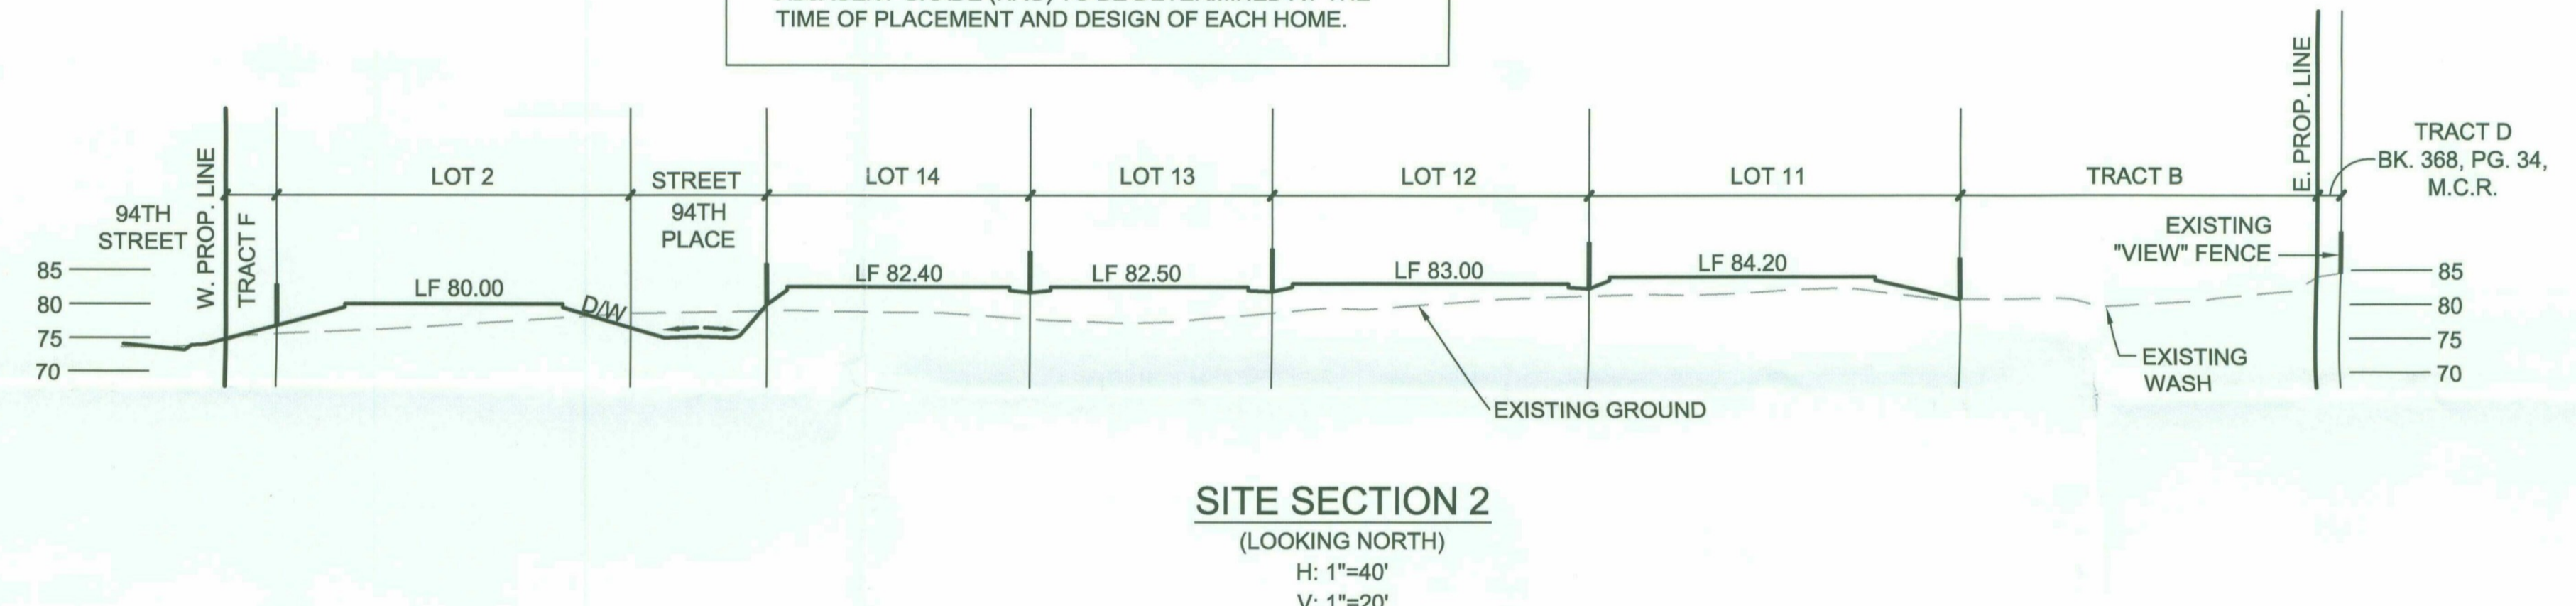 TIME OF PLACEMENT AND DESIGN OF EACH HOME.
W. PROP. LINE
TRACT F
LOT 2
STREET
LOT 14
LOT 13
LOT 12
LOT 11
TRACT B
E. PROP. LINE
TRACT D
BK. 368, PG. 34,
M.C.R.
94TH
STREET
94TH
PLACE
EXISTING
"VIEW" FENCE
85
80
75
70
LF 80.00
D/W
LF 82.40
LF 82.50
LF 83.00
LF 84.20
85
80
75
70
EXISTING
WASH
EXISTING GROUND
SITE SECTION 2
(LOOKING NORTH)
H: 1"=40'
V: 1"=20'